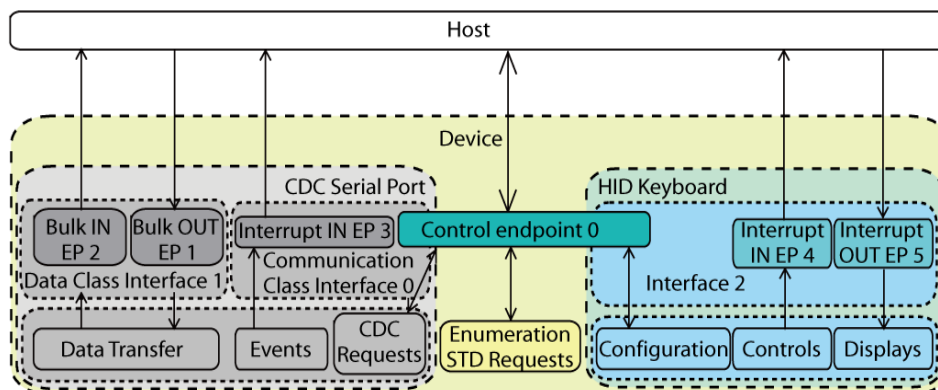 Host
Device
CDC Serial Port
HID Keyboard
Bulk IN
EP 2
Bulk OUT
EP 1
Interrupt IN EP 3
Control endpoint 0
Interrupt
IN EP 4
Interrupt
OUT EP 5
Data Class Interface 1
Communication
Class Interface 0
Interface 2
Data Transfer
Events
CDC
Requests
Enumeration
STD Requests
Configuration
Controls
Displays